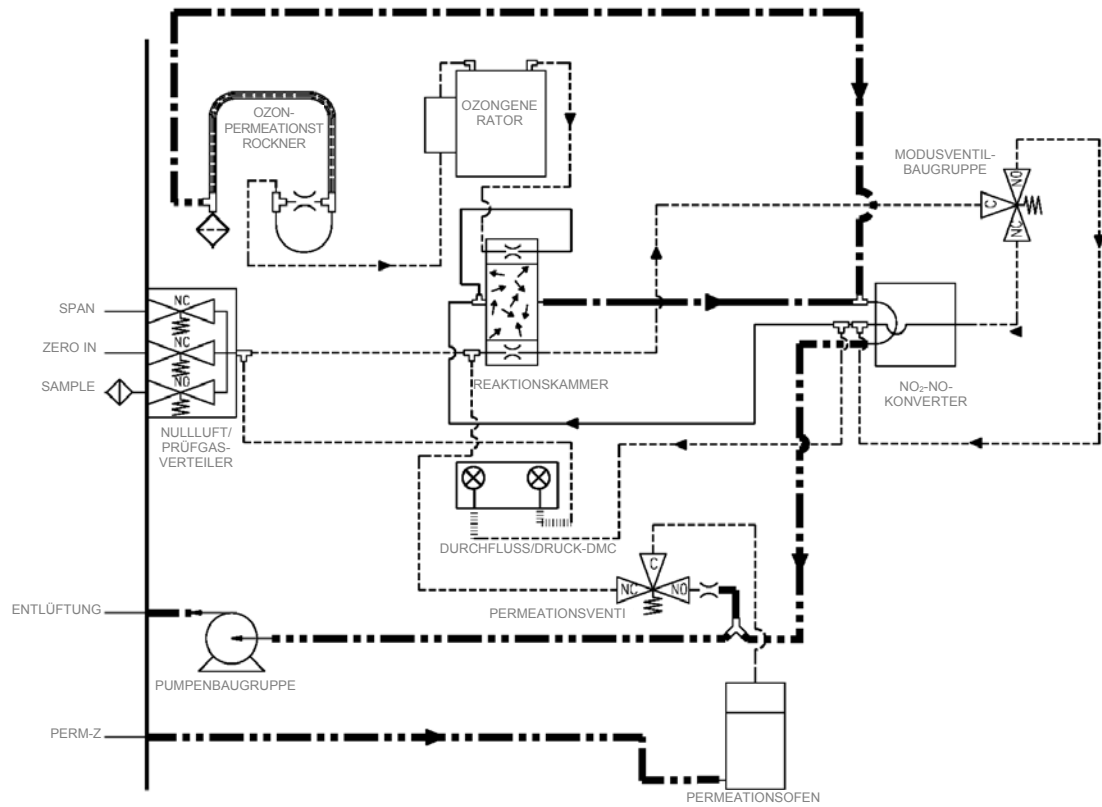 OZON-
PERMEATIONST
ROCKNER
OZONGENE
RATOR
MODUSVENTIL-
BAUGRUPPE
NO
C
NC
SPAN
NC
ZERO IN
NC
SAMPLE
NO
NULLLUFT/
PRÜFGAS-
VERTEILER
REAKTIONSKAMMER
NO₂-NO-
KONVERTER
DURCHFLUSS/DRUCK-DMC
C
NC
NO
PERMEATIONSVENTI
ENTLÜFTUNG
PUMPENBAUGRUPPE
PERM-Z
PERMEATIONSOFEN